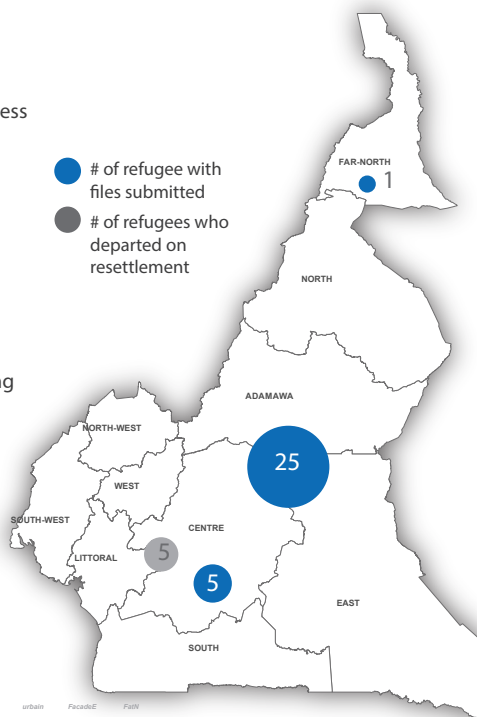 ess
# of refugee with
files submitted
# of refugees who
departed on
resettlement
FAR-NORTH
1
NORTH
ng
ADAMAWA
NORTH-WEST
25
WEST
SOUTH-WEST
CENTRE
LITTORAL
5
5
EAST
SOUTH
urbain FacadeE FatN